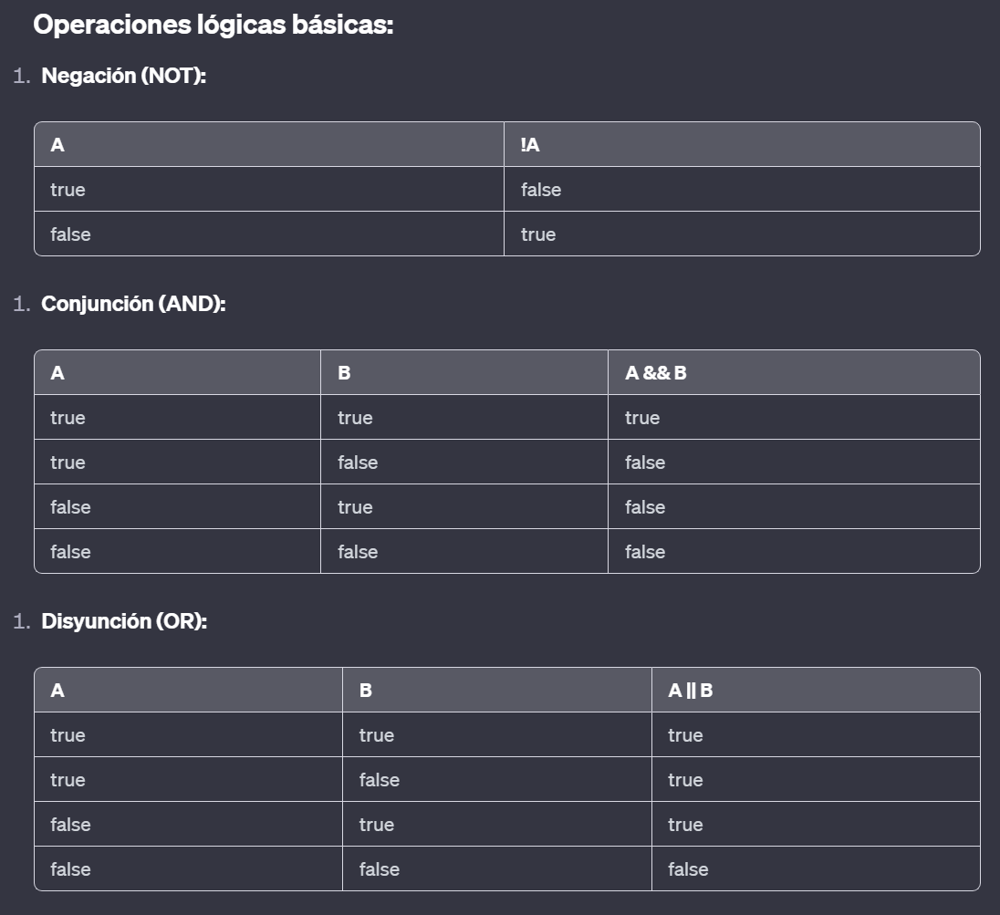 Operaciones lógicas básicas:
1. Negación (NOT):
A !A
true false
false true
1. Conjunción (AND):
A B A && B
true true true
true false false
false true false
false false false
1. Disyunción (OR):
A B A || B
true true true
true false true
false true true
false false false